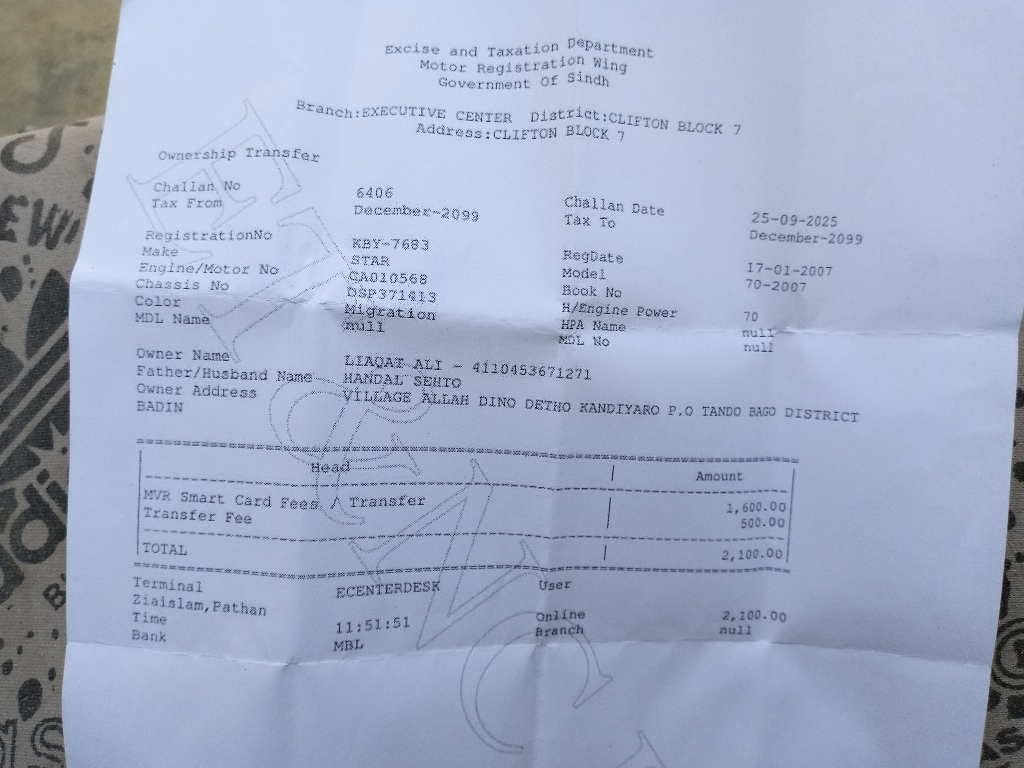 Excise and Taxation Department
Motor Registration Wing
Government Of Sindh
Branch:EXECUTIVE CENTER District:CLIFTON BLOCK 7
Address:CLIFTON BLOCK 7
Ownership Transfer
Challan No 6406 Challan Date 25-09-2025
Tax From December-2099 Tax To December-2099
RegistrationNo KBY-7683 RegDate 17-01-2007
Make STAR Model 70-2007
Engine/Motor No CA010568 Book No
Chassis No DSP371413 H/Engine Power 70
Color Migration HPA Name null
MDL Name null MDL No null
Owner Name LIAQAT ALI - 4110453671271
Father/Husband Name HANDAL SEHTO
Owner Address VILLAGE ALLAH DINO DETHO KANDIYARO P.O TANDO BAGO DISTRICT
BADIN
Head | Amount
MVR Smart Card Fees / Transfer | 1,600.00
Transfer Fee | 500.00
TOTAL | 2,100.00
Terminal ECENTERDESK User
Ziaislam,Pathan
Time 11:51:51 Online 2,100.00
Bank MBL Branch null